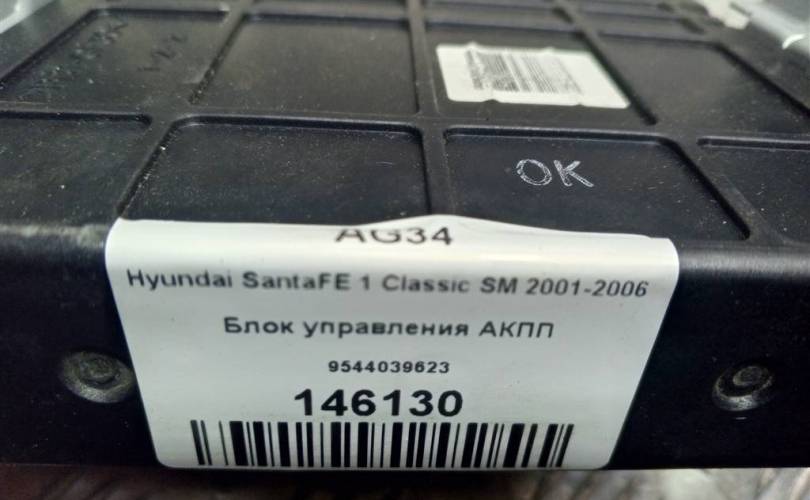 OK
AG34
Hyundai SantaFE 1 Classic SM 2001-2006
Блок управления АКПП
9544039623
146130